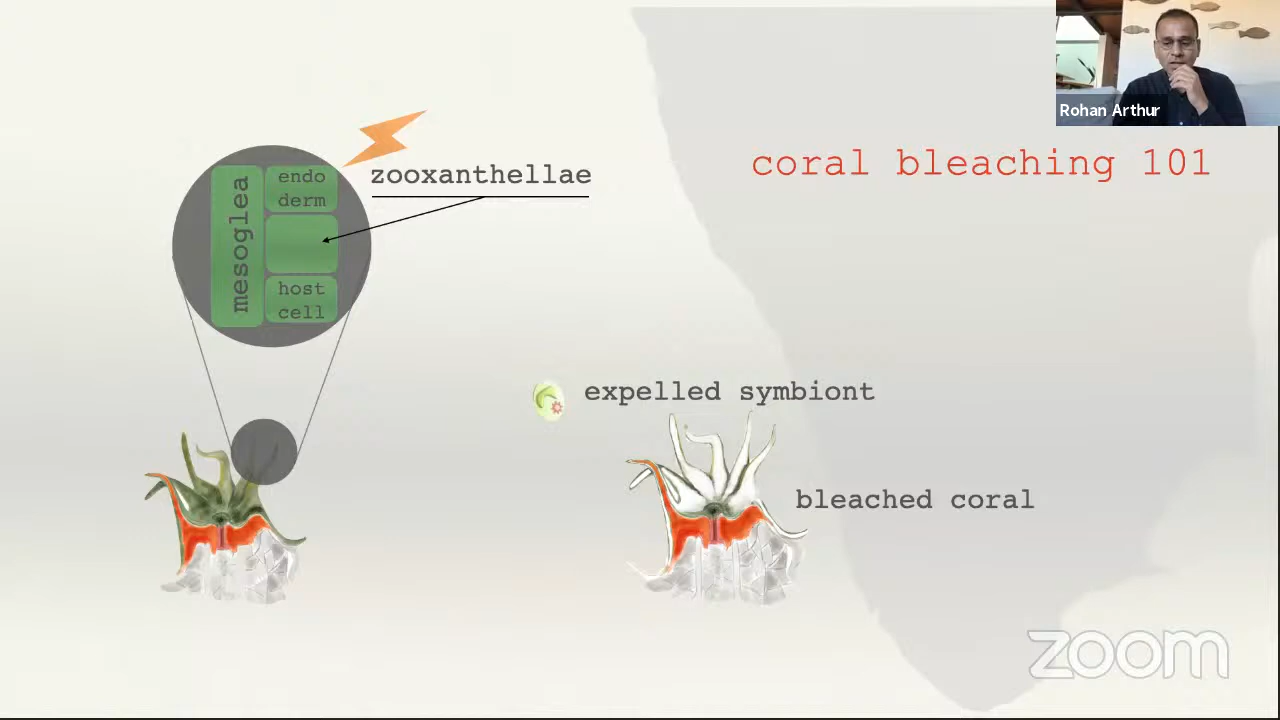 Rohan Arthur
coral bleaching 101
zooxanthellae
endo
derm
mesoglea
host
cell
expelled symbiont
bleached coral
zoom